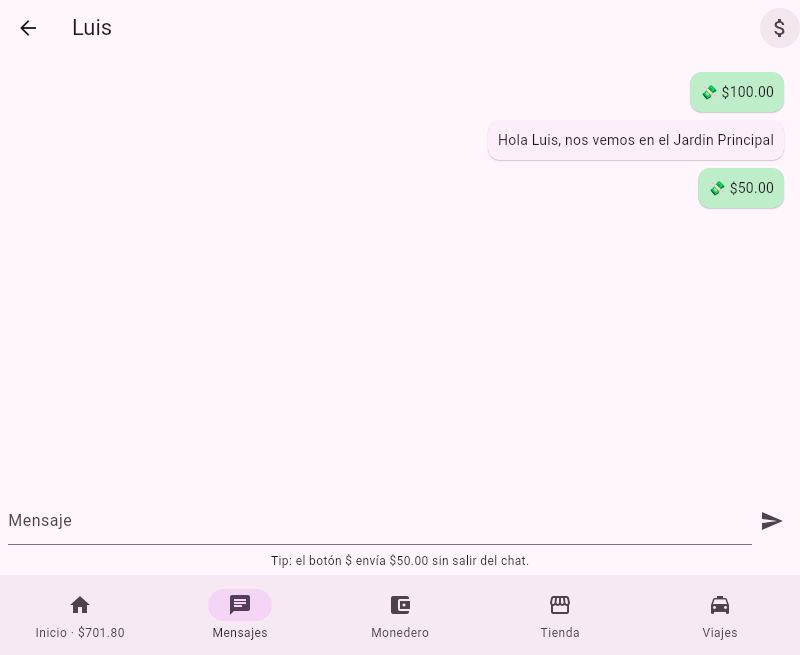 Luis
$
💸 $100.00
Hola Luis, nos vemos en el Jardin Principal
💸 $50.00
Mensaje
Tip: el botón $ envía $50.00 sin salir del chat.
Inicio · $701.80
Mensajes
Monedero
Tienda
Viajes